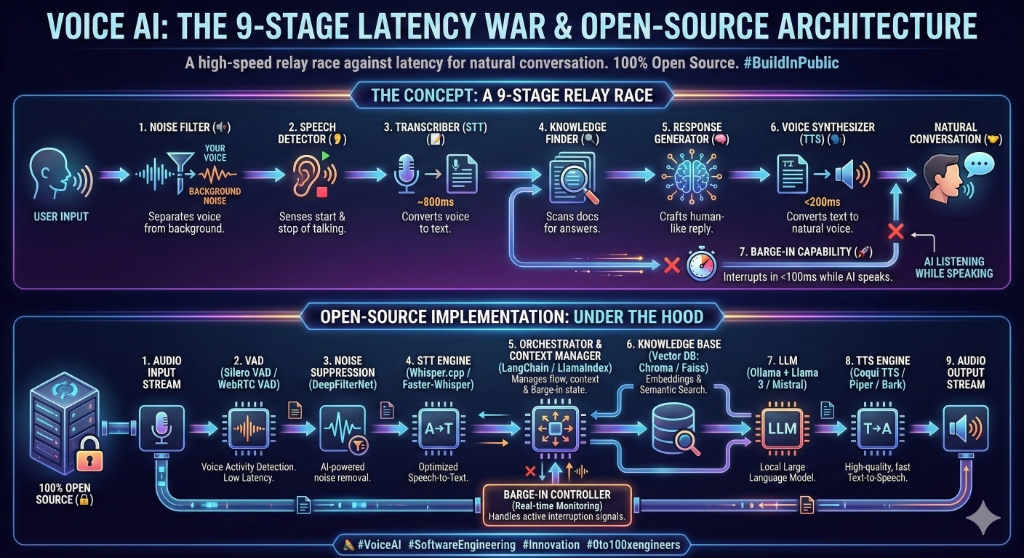 VOICE AI: THE 9-STAGE LATENCY WAR & OPEN-SOURCE ARCHITECTURE
A high-speed relay race against latency for natural conversation. 100% Open Source. #BuildInPublic
THE CONCEPT: A 9-STAGE RELAY RACE
USER INPUT
1. NOISE FILTER (🔊)
YOUR
VOICE
BACKGROUND
NOISE
Separates voice
from background.
2. SPEECH
DETECTOR (👂)
Senses start &
stop of talking.
3. TRANSCRIBER (STT)
(📝)
~800ms
Converts voice
to text.
4. KNOWLEDGE
FINDER (🔍)
Scans docs
for answers.
5. RESPONSE
GENERATOR (🧠)
Crafts human-
like reply.
6. VOICE SYNTHESIZER
(TTS) (🗣️)
TI
<200ms
Converts text to
natural voice.
NATURAL
CONVERSATION (🤝)
7. BARGE-IN CAPABILITY (🚀)
Interrupts in <100ms while AI speaks.
AI LISTENING
WHILE SPEAKING
OPEN-SOURCE IMPLEMENTATION: UNDER THE HOOD
100% OPEN
SOURCE (🔒)
1. AUDIO
INPUT
STREAM
2. VAD
(Silero VAD /
WebRTC VAD)
Voice Activity Detection.
Low Latency.
3. NOISE
SUPPRESSION
(DeepFilterNet)
AI-powered
noise removal.
4. STT ENGINE
(Whisper.cpp /
Faster-Whisper)
A→T
Optimized
Speech-to-Text.
5. ORCHESTRATOR &
CONTEXT MANAGER
(LangChain / LlamaIndex)
Manages flow, context
& Barge-in state.
6. KNOWLEDGE BASE
(Vector DB:
Chroma / Faiss)
Embeddings &
Semantic Search.
7. LLM
(Ollama + Llama
3 / Mistral)
LLM
Local Large
Language Model.
8. TTS ENGINE
(Coqui TTS /
Piper / Bark)
T→A
High-quality, fast
Text-to-Speech.
9. AUDIO
OUTPUT
STREAM
BARGE-IN CONTROLLER
(Real-time Monitoring)
Handles active interruption signals.
#VoiceAI #SoftwareEngineering #Innovation #0to100xengineers